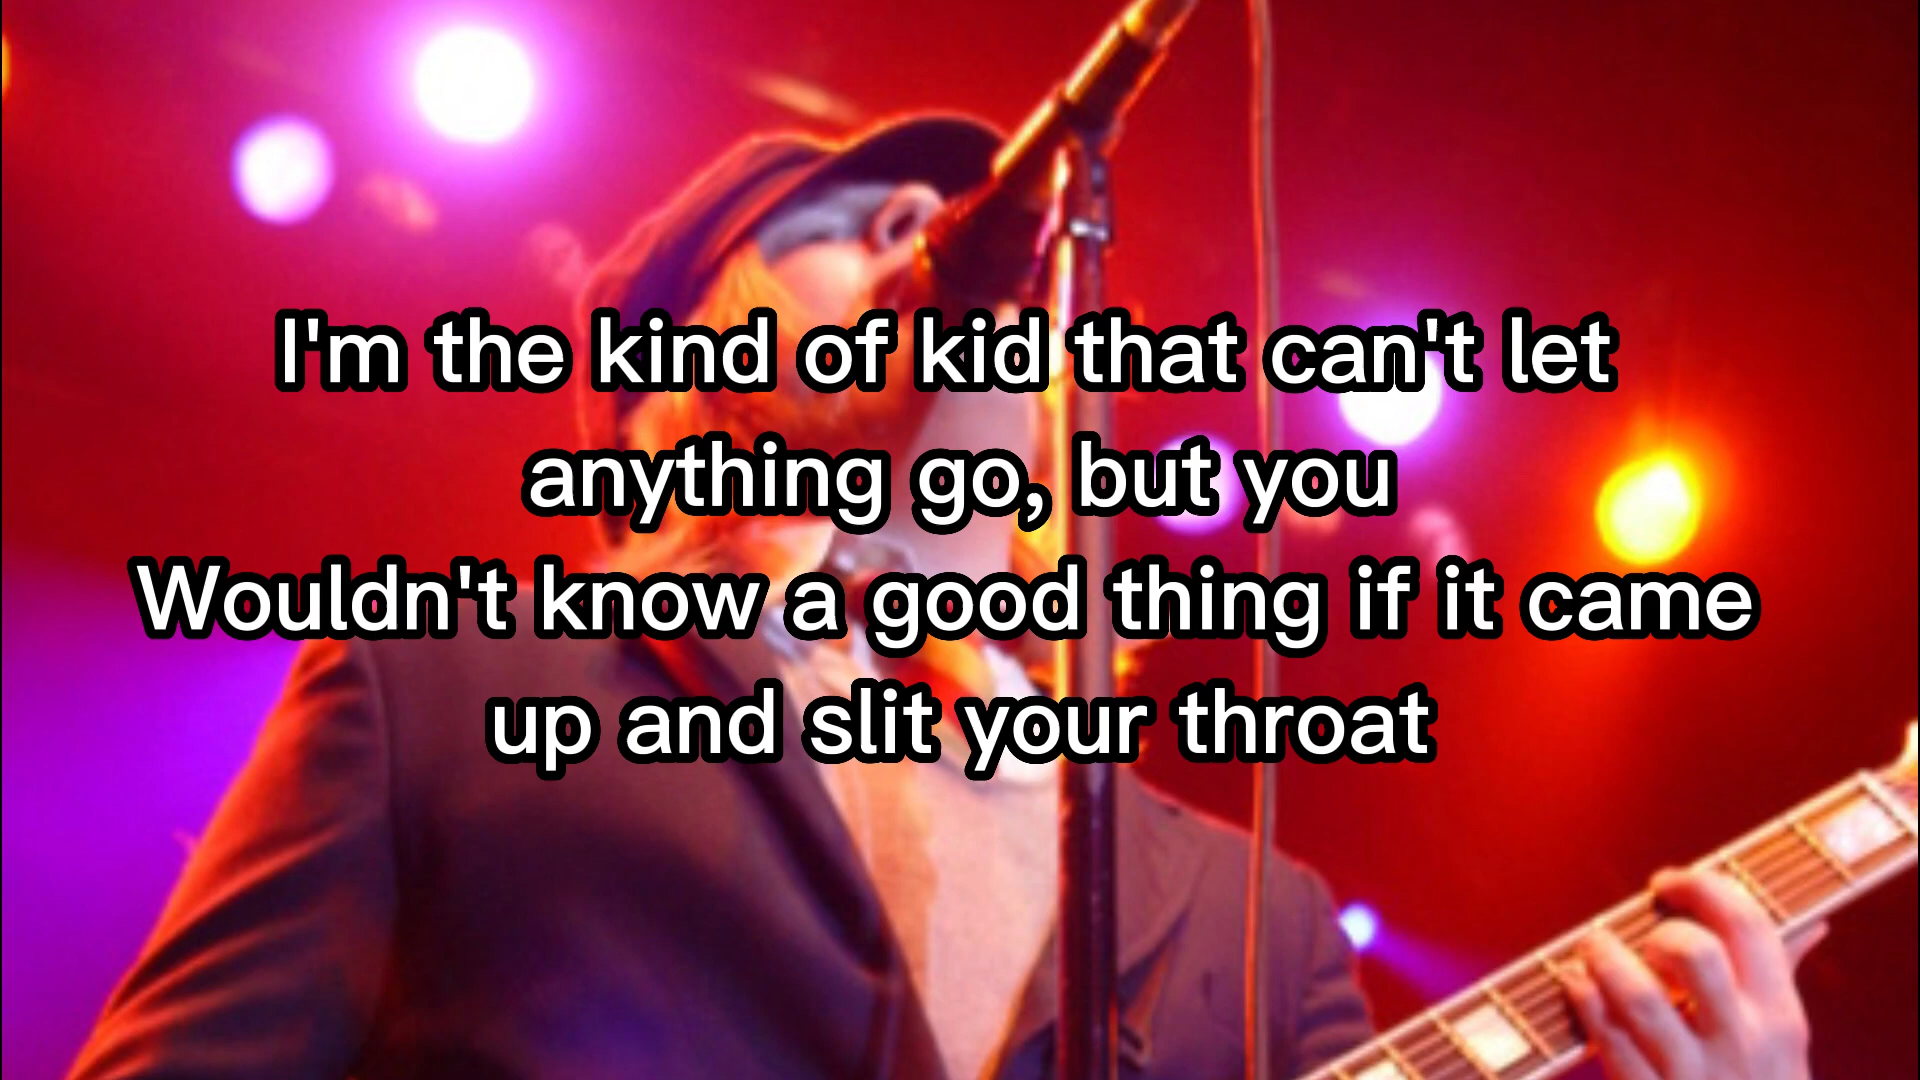 I'm the kind of kid that can't let
anything go, but you
Wouldn't know a good thing if it came
up and slit your throat